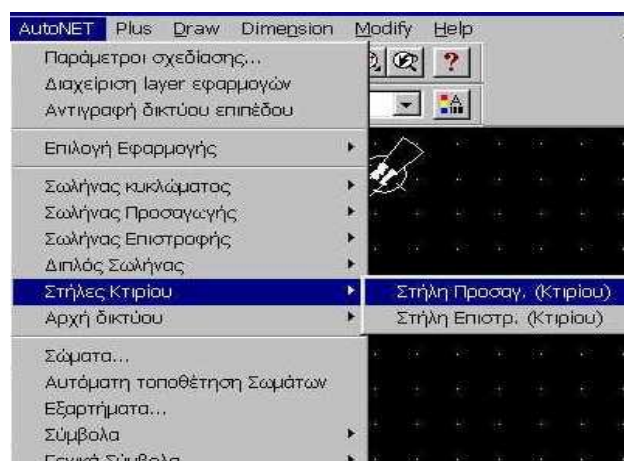 AutoNET Plus Draw Dimension Modify Help
Παράμετροι σχεδίασης...
Διαχείριση layer εφαρμογών
Αντιγραφή δικτύου επιπέδου
Επιλογή Εφαρμογής
Σωλήνας κυκλώματος
Σωλήνας Προσαγωγής
Σωλήνας Επιστροφής
Διπλός Σωλήνας
Στήλες Κτιρίου
Στήλη Προσαγ. (Κτιρίου)
Αρχή δικτύου
Στήλη Επιστρ. (Κτιρίου)
Σώματα...
Αυτόματη τοποθέτηση Σωμάτων
Εξαρτήματα...
Σύμβολα
Γενικά Σύμβολα